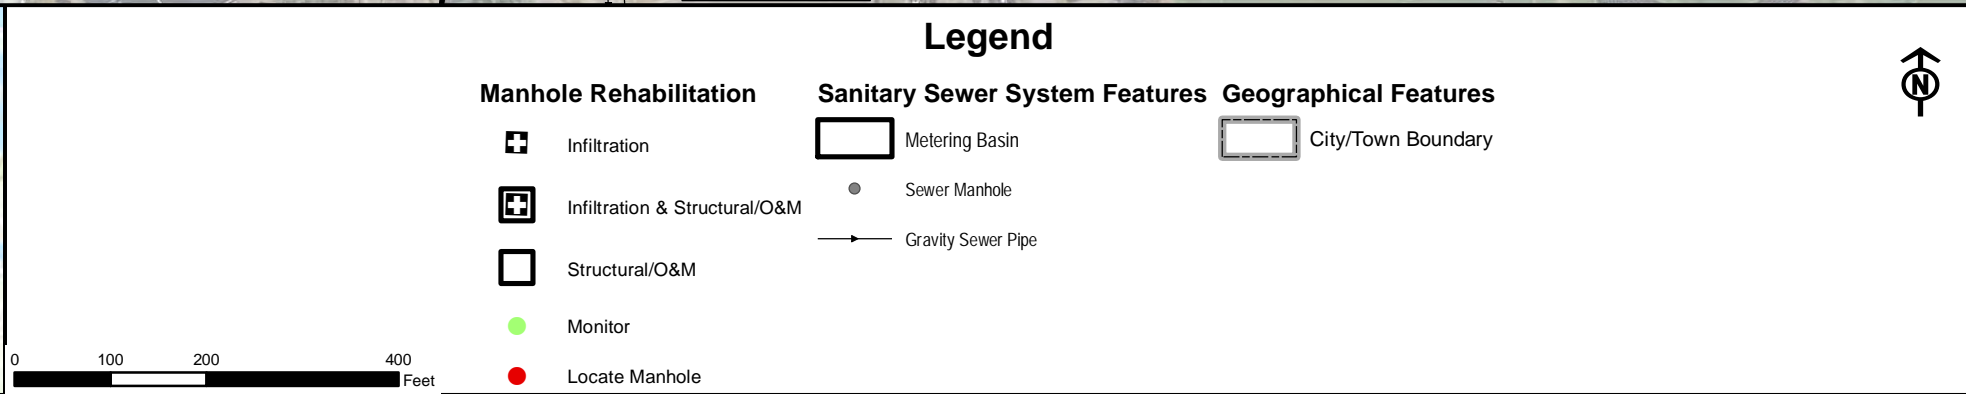 Legend
N
Manhole Rehabilitation
Infiltration
Infiltration & Structural/O&M
Structural/O&M
Monitor
Locate Manhole
Sanitary Sewer System Features
Metering Basin
Sewer Manhole
Gravity Sewer Pipe
Geographical Features
City/Town Boundary
0 100 200 400
Feet